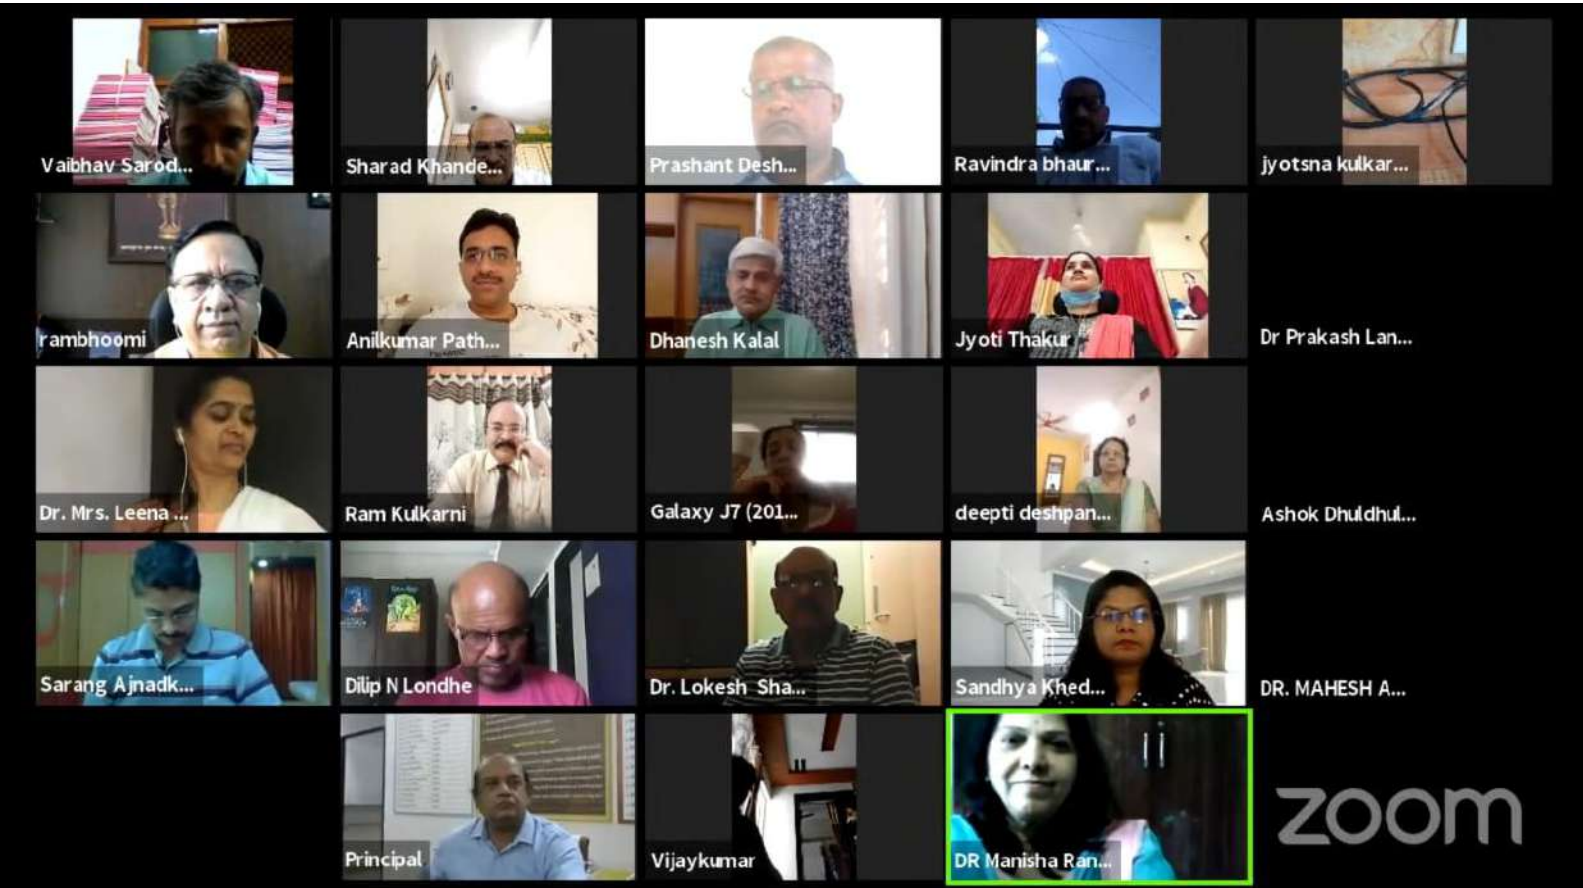 Vaibhav Sarod...
Sharad Khande...
Prashant Desh...
Ravindra bhaur...
jyotsna kulkar...
rambhoomi
Anilkumar Path...
Dhanesh Kalal
Jyoti Thakur
Dr Prakash Lan...
Dr. Mrs. Leena ...
Ram Kulkarni
Galaxy J7 (201...
deepti deshpan...
Ashok Dhuldhul...
Sarang Ajnadk...
Dilip N Londhe
Dr. Lokesh Sha...
Sandhya Khed...
DR. MAHESH A...
Principal
Vijaykumar
DR Manisha Ran...
zoom